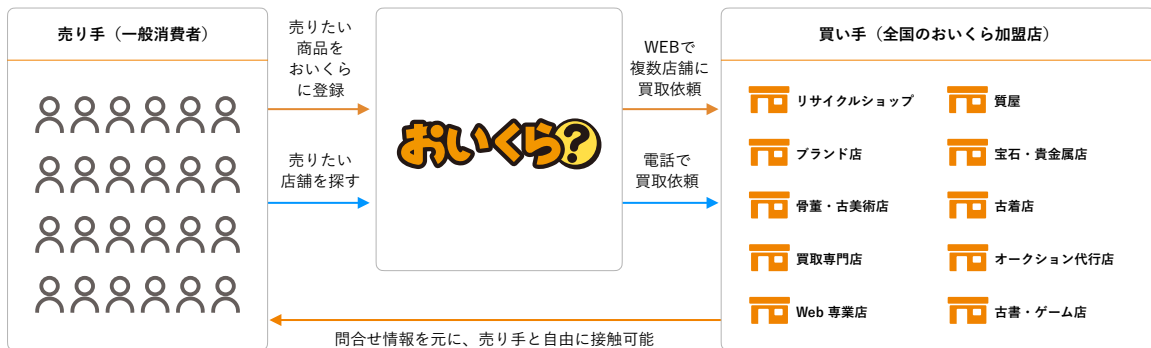 売り手（一般消費者）
売りたい
商品を
おいくら
に登録
売りたい
店舗を探す
おいくら?
WEBで
複数店舗に
買取依頼
電話で
買取依頼
買い手（全国のおいくら加盟店）
リサイクルショップ
質屋
ブランド店
宝石・貴金属店
骨董・古美術店
古着店
買取専門店
オークション代行店
Web 専業店
古書・ゲーム店
問合せ情報を元に、売り手と自由に接触可能